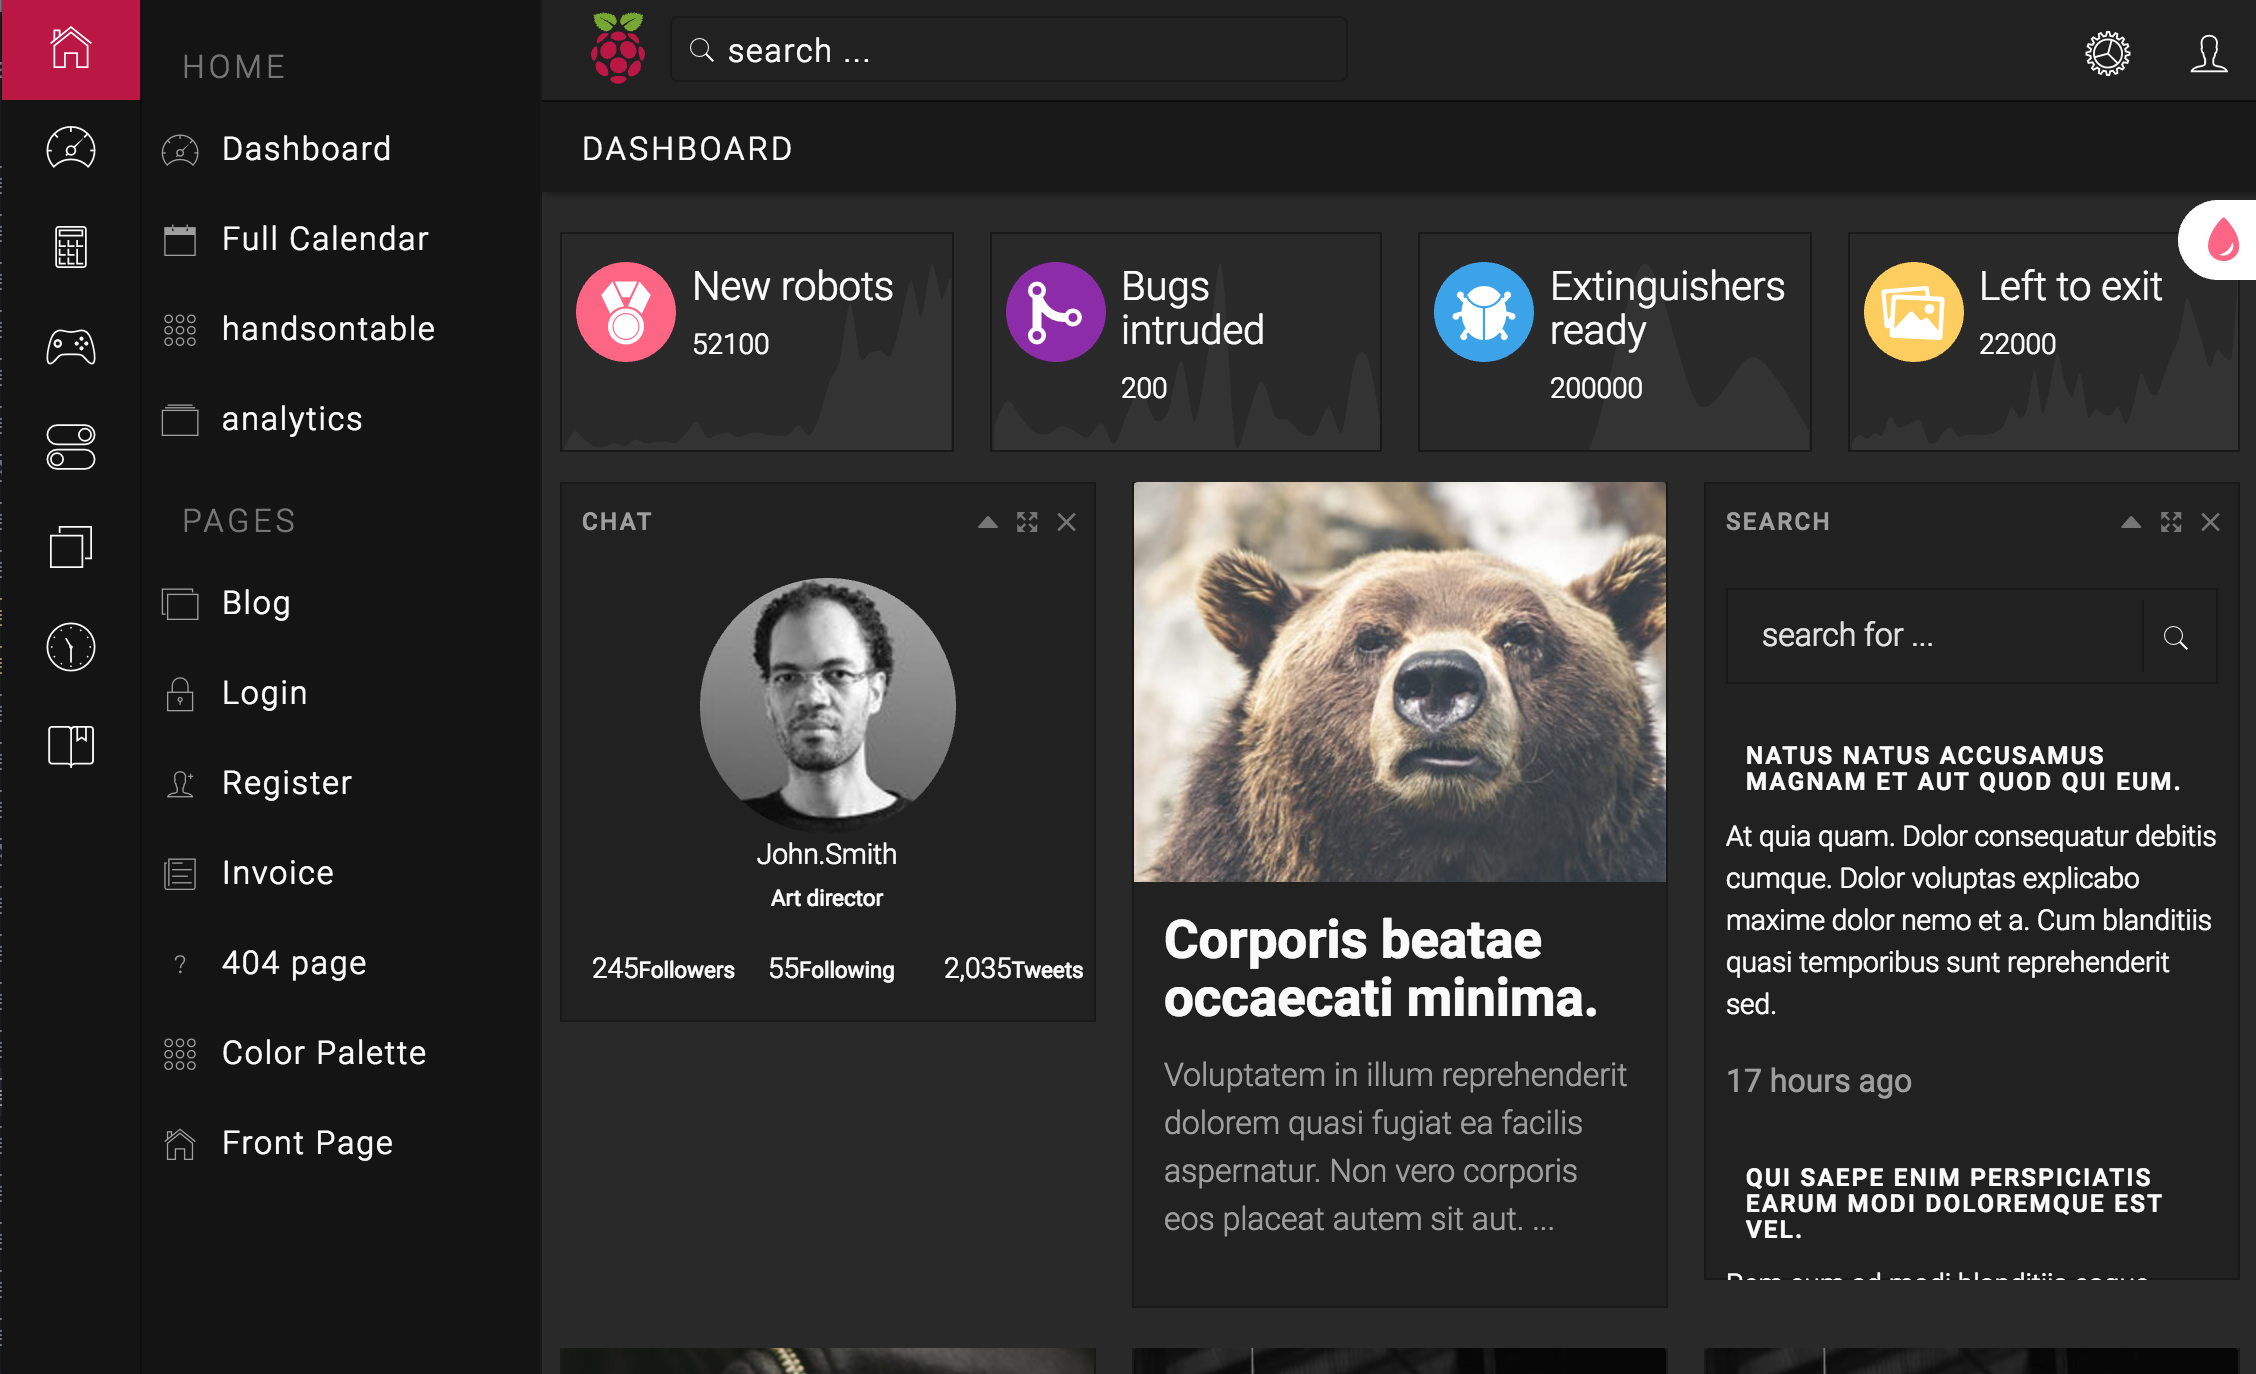 HOME
Dashboard
Full Calendar
handsontable
analytics
PAGES
Blog
Login
Register
Invoice
? 404 page
Color Palette
Front Page
search ...
DASHBOARD
New robots
52100
Bugs
intruded
200
Extinguishers
ready
200000
Left to exit
22000
CHAT
John.Smith
Art director
245Followers 55Following 2,035Tweets
Corporis beatae
occaecati minima.
Voluptatem in illum reprehenderit
dolorem quasi fugiat ea facilis
aspernatur. Non vero corporis
eos placeat autem sit aut. ...
SEARCH
search for ...
NATUS NATUS ACCUSAMUS
MAGNAM ET AUT QUOD QUI EUM.
At quia quam. Dolor consequatur debitis
cumque. Dolor voluptas explicabo
maxime dolor nemo et a. Cum blanditiis
quasi temporibus sunt reprehenderit
sed.
17 hours ago
QUI SAEPE ENIM PERSPICIATIS
EARUM MODI DOLOREMQUE EST
VEL.